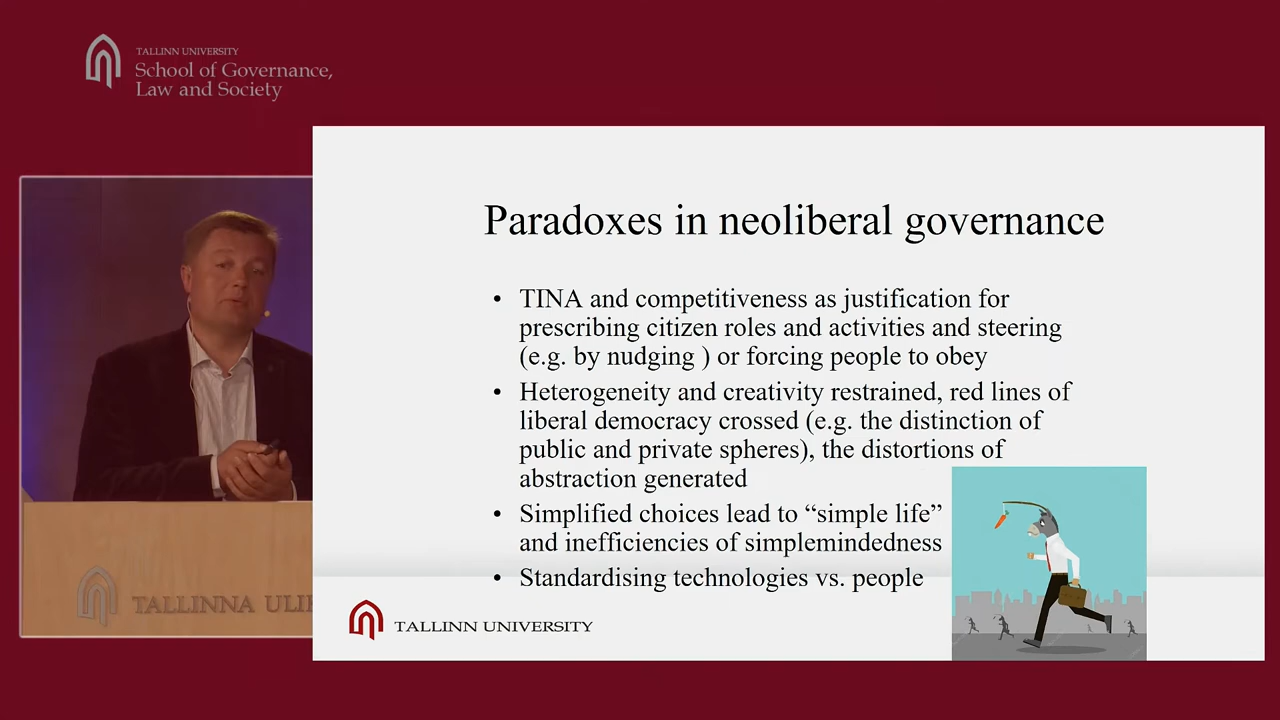 TALLINN UNIVERSITY
School of Governance,
Law and Society
Paradoxes in neoliberal governance
• TINA and competitiveness as justification for
prescribing citizen roles and activities and steering
(e.g. by nudging ) or forcing people to obey
• Heterogeneity and creativity restrained, red lines of
liberal democracy crossed (e.g. the distinction of
public and private spheres), the distortions of
abstraction generated
• Simplified choices lead to “simple life”
and inefficiencies of simplemindedness
• Standardising technologies vs. people
TALLINN UNIVERSITY
TALLINNA ULI